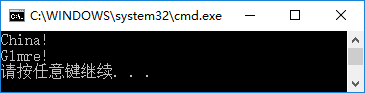 C:\WINDOWS\system32\cmd.exe
China!
Glmre!
请按任意键继续. . .